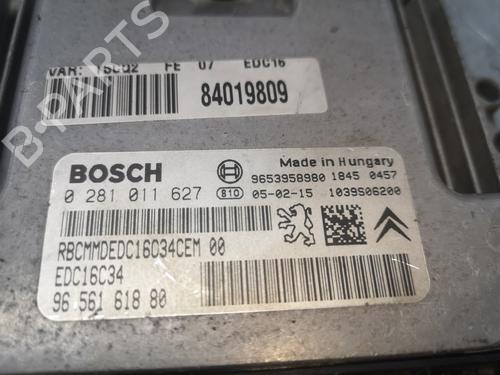 VAR: TSCQ2 FE 07 EDC16
84019809
B-PARTS
BOSCH
Made in Hungary
9653958980 1845 0457
0 281 011 627 810 05-02-15 1039S06200
RBCMMDEDC16C34CEM 00
EDC16C34
96 561 618 80